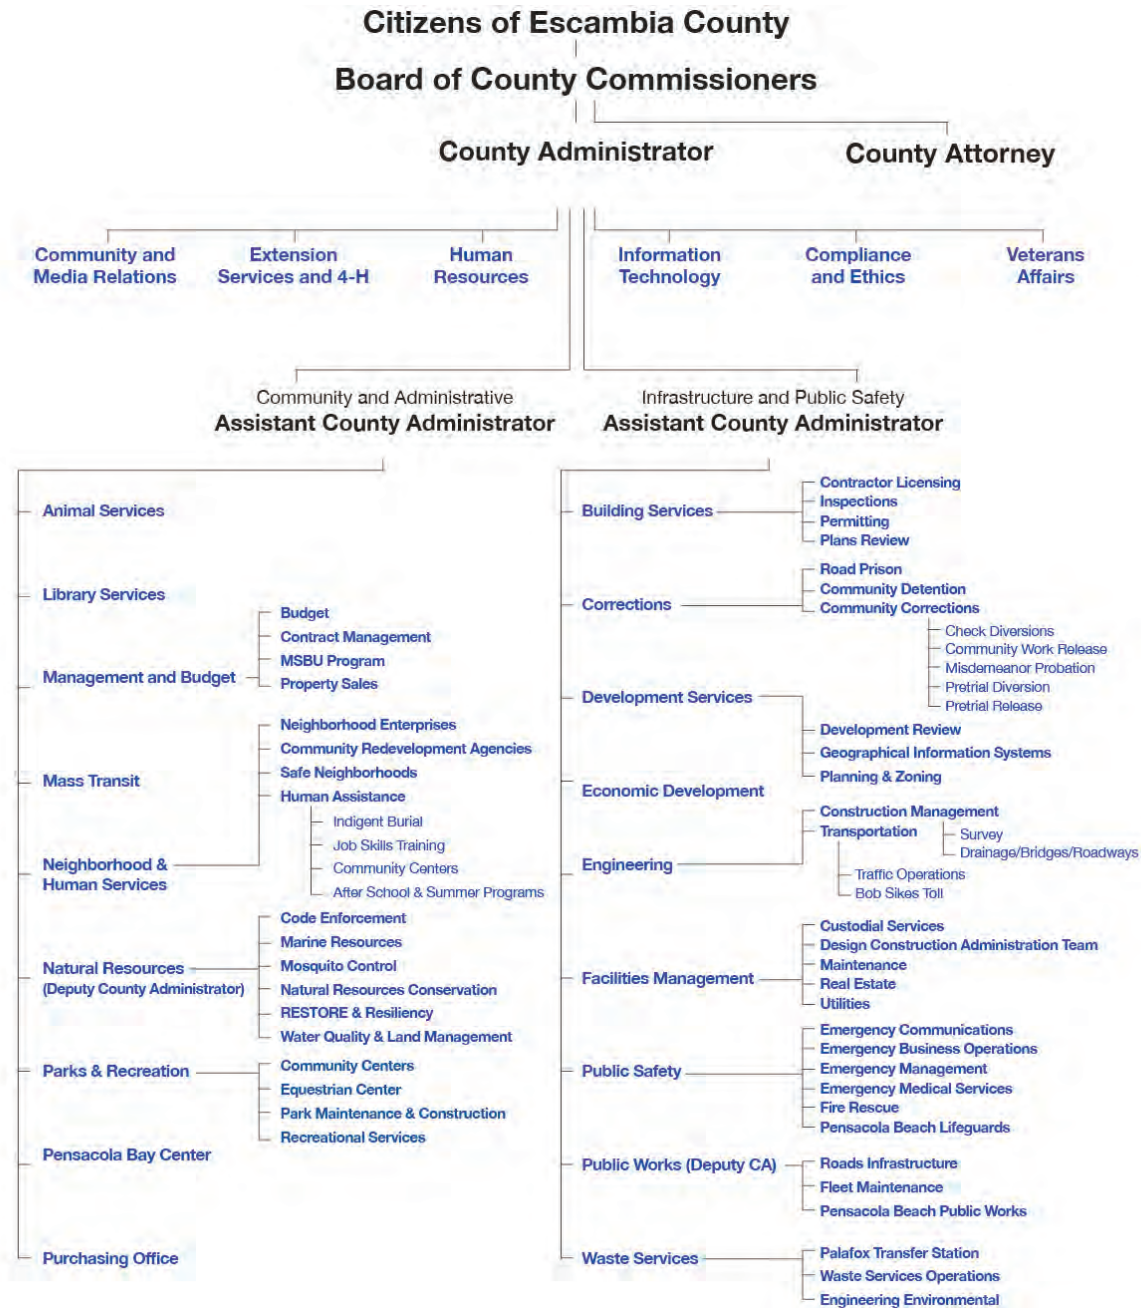 Citizens of Escambia County
Board of County Commissioners
County Administrator
County Attorney
Community and
Media Relations
Extension
Services and 4-H
Human
Resources
Information
Technology
Compliance
and Ethics
Veterans
Affairs
Community and Administrative
Assistant County Administrator
Infrastructure and Public Safety
Assistant County Administrator
Animal Services
Library Services
Management and Budget
Budget
Contract Management
MSBU Program
Property Sales
Mass Transit
Neighborhood &
Human Services
Neighborhood Enterprises
Community Redevelopment Agencies
Safe Neighborhoods
Human Assistance
Indigent Burial
Job Skills Training
Community Centers
After School & Summer Programs
Natural Resources
(Deputy County Administrator)
Code Enforcement
Marine Resources
Mosquito Control
Natural Resources Conservation
RESTORE & Resiliency
Water Quality & Land Management
Parks & Recreation
Community Centers
Equestrian Center
Park Maintenance & Construction
Recreational Services
Pensacola Bay Center
Purchasing Office
Building Services
Contractor Licensing
Inspections
Permitting
Plans Review
Corrections
Road Prison
Community Detention
Community Corrections
Check Diversions
Community Work Release
Misdemeanor Probation
Pretrial Diversion
Pretrial Release
Development Services
Development Review
Geographical Information Systems
Planning & Zoning
Economic Development
Engineering
Construction Management
Transportation
Survey
Drainage/Bridges/Roadways
Traffic Operations
Bob Sikes Toll
Facilities Management
Custodial Services
Design Construction Administration Team
Maintenance
Real Estate
Utilities
Public Safety
Emergency Communications
Emergency Business Operations
Emergency Management
Emergency Medical Services
Fire Rescue
Pensacola Beach Lifeguards
Public Works (Deputy CA)
Roads Infrastructure
Fleet Maintenance
Pensacola Beach Public Works
Waste Services
Palafox Transfer Station
Waste Services Operations
Engineering Environmental